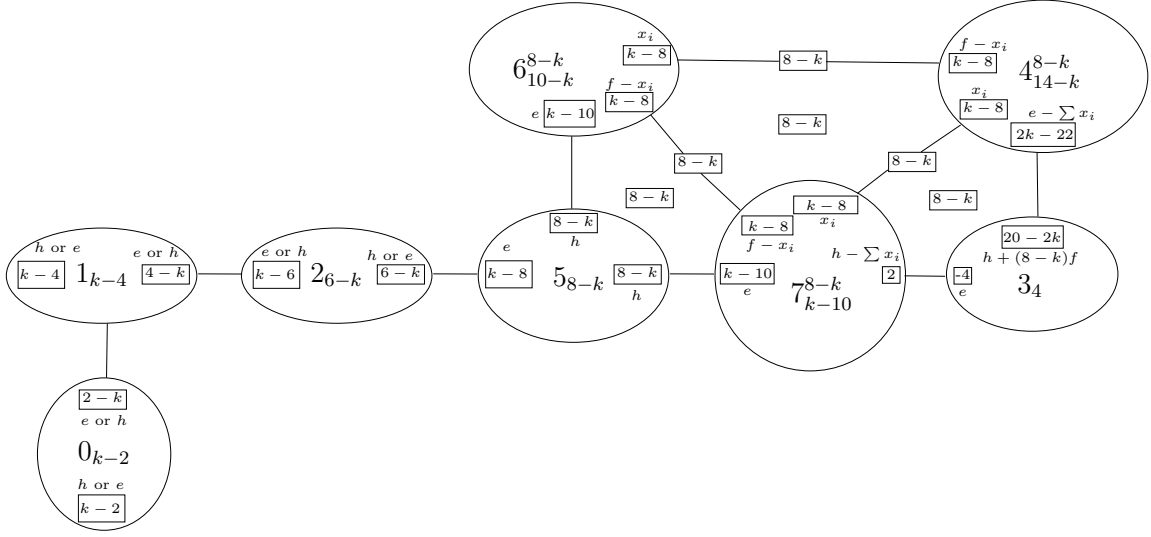 x_i
k − 8
6^{8−k}_{10−k}
f − x_i
k − 8
e
k − 10
8 − k
f − x_i
k − 8
4^{8−k}_{14−k}
x_i
k − 8
e − ∑ x_i
2k − 22
8 − k
8 − k
8 − k
8 − k
8 − k
h or e
k − 4
1_{k−4}
e or h
4 − k
e or h
k − 6
2_{6−k}
h or e
6 − k
8 − k
h
e
k − 8
5_{8−k}
8 − k
h
k − 8
x_i
k − 8
f − x_i
k − 10
e
7^{8−k}_{k−10}
h − ∑ x_i
2
20 − 2k
h + (8 − k)f
-4
e
3_4
2 − k
e or h
0_{k−2}
h or e
k − 2